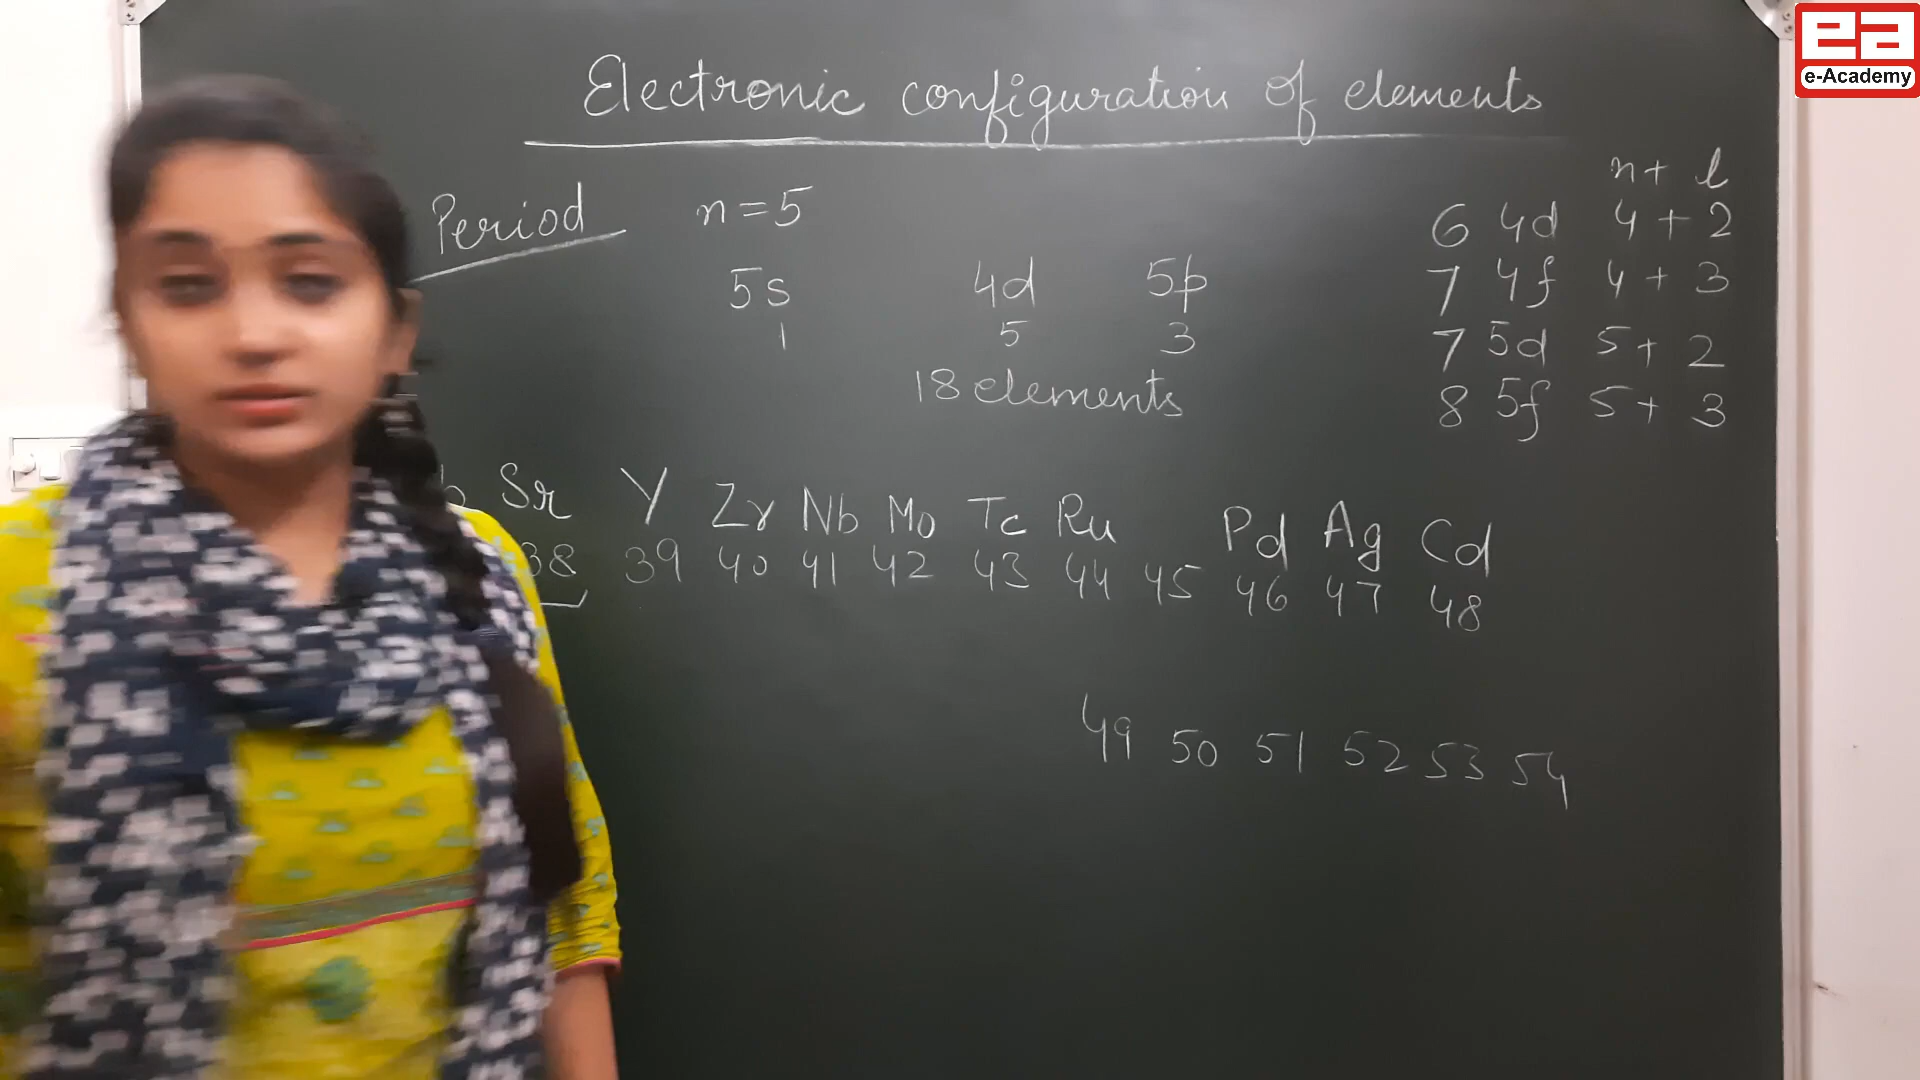 ea
e-Academy
Electronic configuration of elements
Period n=5
n+ l
6 4d 4+2
7 4f 4+3
7 5d 5+2
8 5f 5+3
5s 4d 5p
1 5 3
18 elements
Sr Y Zr Nb Mo Tc Ru Pd Ag Cd
38 39 40 41 42 43 44 45 46 47 48
49 50 51 52 53 54